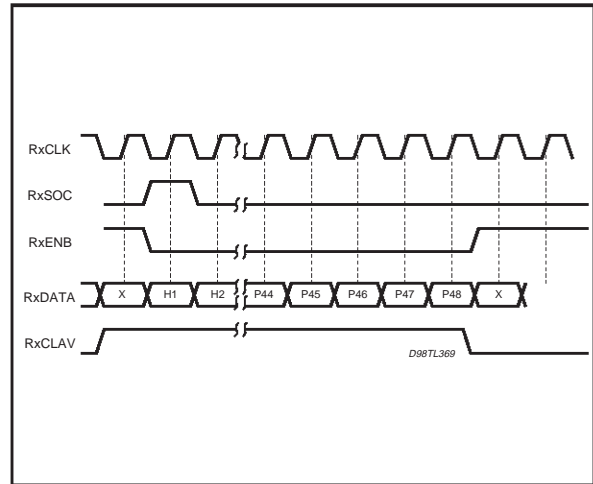 RxCLK
RxSOC
RxENB
RxDATA X H1 H2 P44 P45 P46 P47 P48 X
RxCLAV
D98TL369